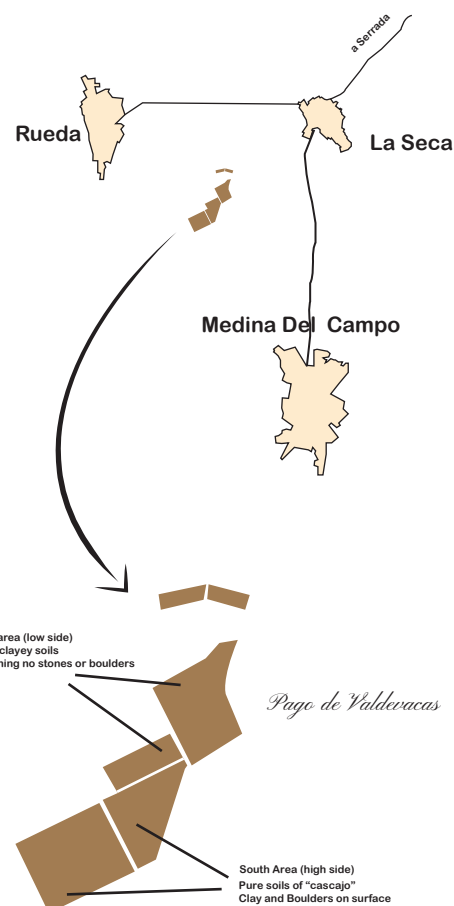 a Serrada
Rueda
La Seca
Medina Del Campo
area (low side)
clayey soils
no stones or boulders
Pago de Valdevacas
South Area (high side)
Pure soils of “cascajo”
Clay and Boulders on surface